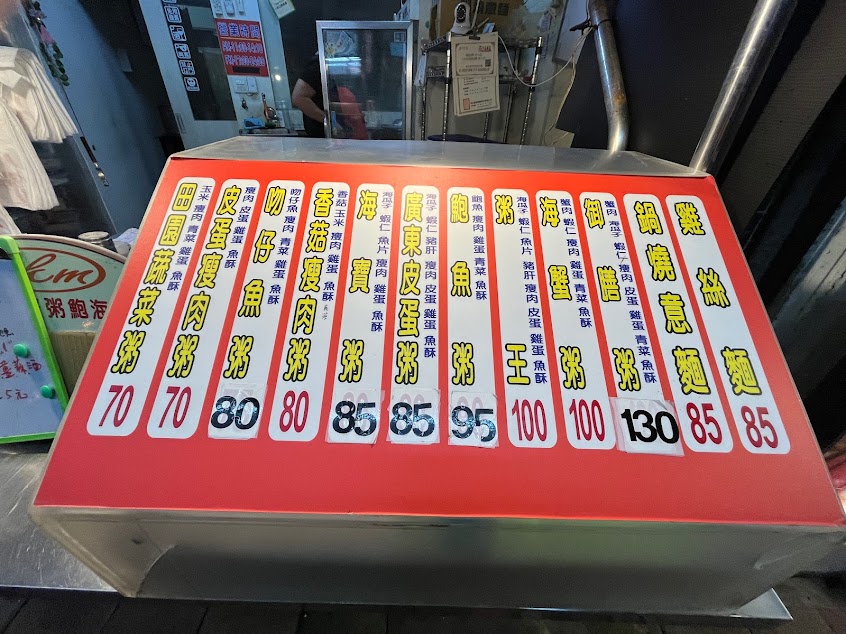 營業時間
km
粥鮑海
田園蔬菜粥
玉米 瘦肉 青菜 雞蛋 魚酥
70
皮蛋瘦肉粥
瘦肉 皮蛋 雞蛋 魚酥
70
吻仔魚粥
吻仔魚 瘦肉 青菜 雞蛋 魚酥
80
香菇瘦肉粥
香菇 玉米 瘦肉 雞蛋 魚酥
80
海寶粥
海瓜子 蝦仁 魚片 雞蛋 魚酥
85
廣東皮蛋粥
海瓜子 蝦仁 豬肝 瘦肉 皮蛋 雞蛋 魚酥
85
鮑魚粥
鮑魚 瘦肉 雞蛋 青菜 魚酥
95
粥王
海瓜子 蝦仁 魚片 豬肝 瘦肉 皮蛋 雞蛋 魚酥
100
海蟹粥
蟹肉 蝦仁 瘦肉 雞蛋 青菜 魚酥
100
御膳粥
蟹肉 海瓜子 蝦仁 瘦肉 皮蛋 雞蛋 青菜 魚酥
130
鍋燒意麵
85
雞絲麵
85